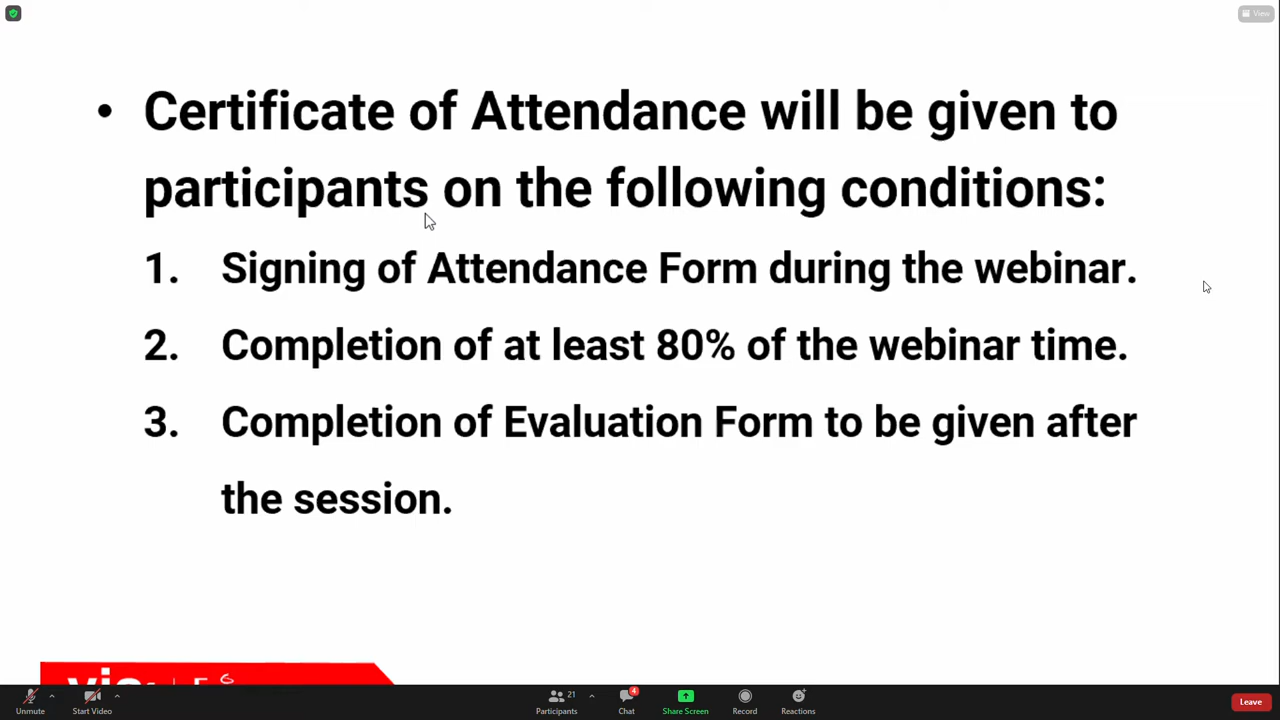 View
• Certificate of Attendance will be given to
participants on the following conditions:
1. Signing of Attendance Form during the webinar.
2. Completion of at least 80% of the webinar time.
3. Completion of Evaluation Form to be given after
the session.
Unmute
Start Video
21
Participants
4
Chat
Share Screen
Record
Reactions
Leave